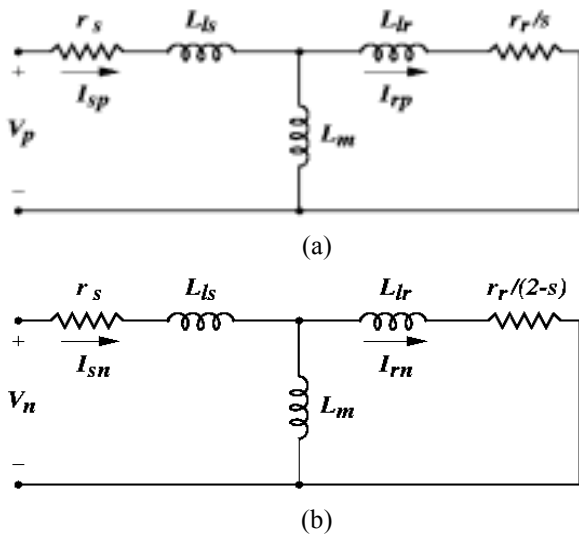 r s L ls L lr r r /s
+ I sp I rp
V p L m
−
(a)
r s L ls L lr r r /(2-s)
+ I sn I rn
V n L m
−
(b)